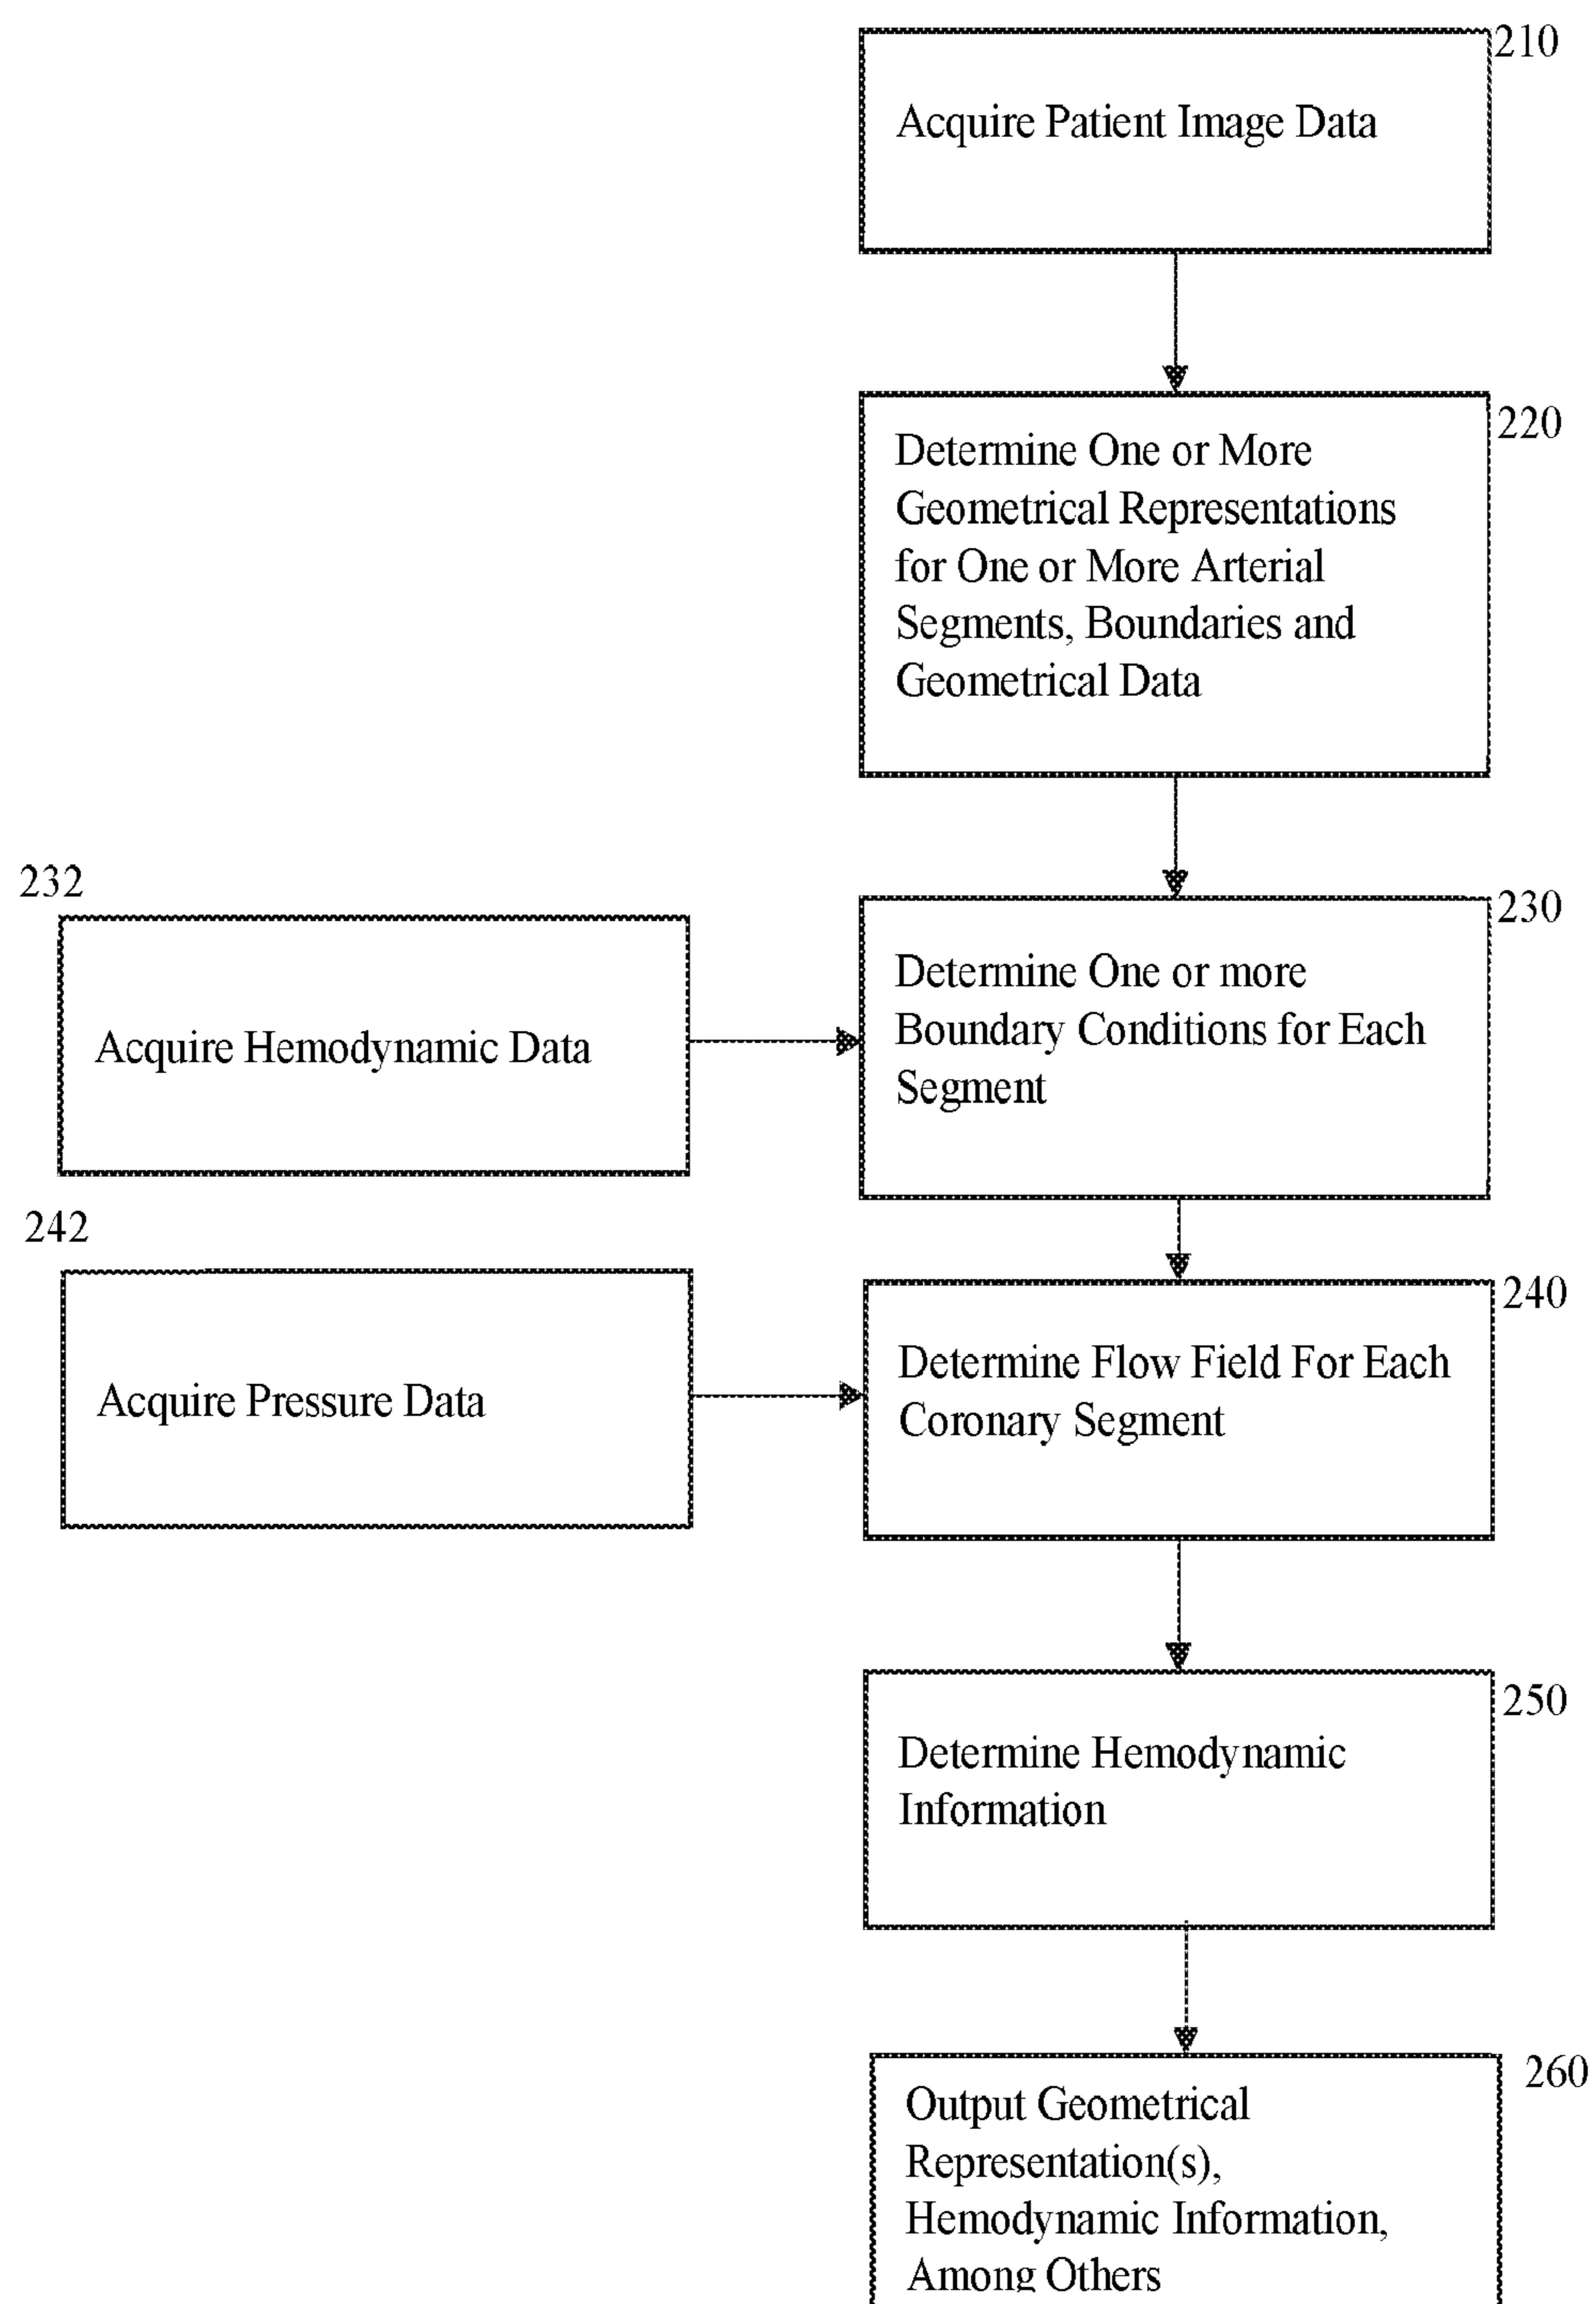 210
Acquire Patient Image Data
220
Determine One or More
Geometrical Representations
for One or More Arterial
Segments, Boundaries and
Geometrical Data
232
Acquire Hemodynamic Data
230
Determine One or more
Boundary Conditions for Each
Segment
242
Acquire Pressure Data
240
Determine Flow Field For Each
Coronary Segment
250
Determine Hemodynamic
Information
260
Output Geometrical
Representation(s),
Hemodynamic Information,
Among Others